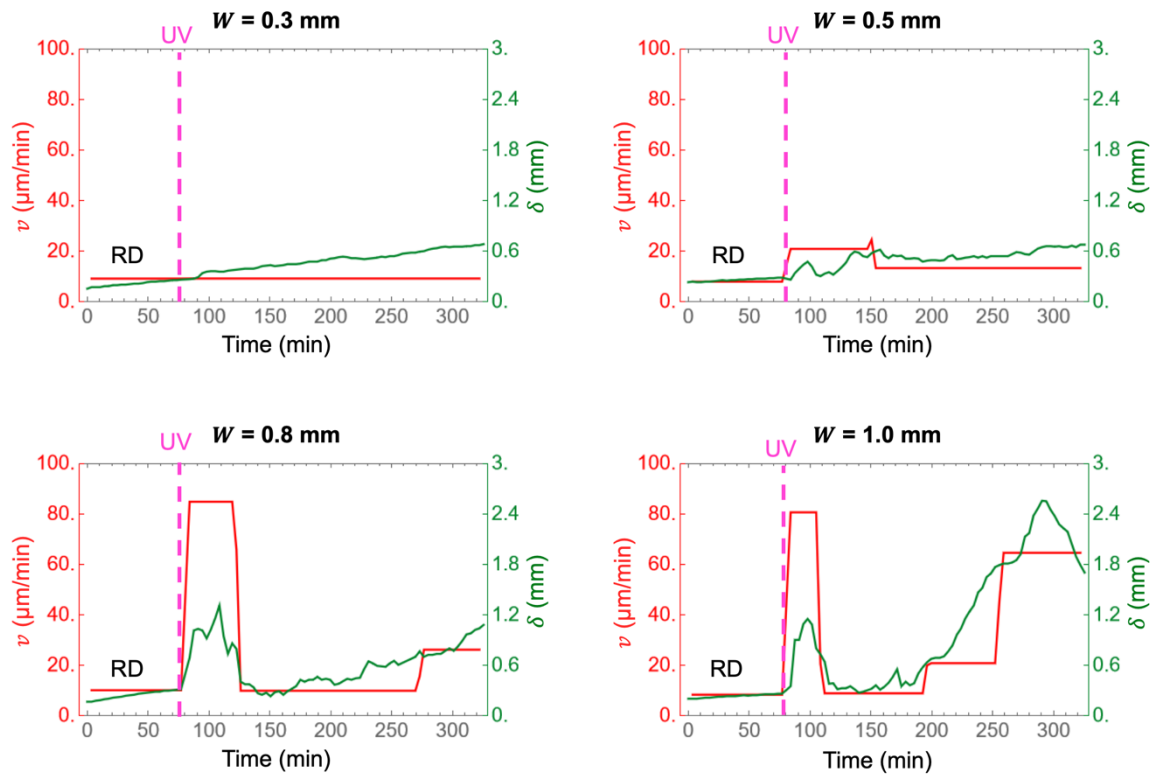 W = 0.3 mm
UV
100.
80.
60.
40.
20.
0.
v (μm/min)
RD
3.
2.4
1.8
1.2
0.6
0.
δ (mm)
0 50 100 150 200 250 300
Time (min)
W = 0.5 mm
UV
100.
80.
60.
40.
20.
0.
v (μm/min)
RD
3.
2.4
1.8
1.2
0.6
0.
δ (mm)
0 50 100 150 200 250 300
Time (min)
W = 0.8 mm
UV
100.
80.
60.
40.
20.
0.
v (μm/min)
RD
3.
2.4
1.8
1.2
0.6
0.
δ (mm)
0 50 100 150 200 250 300
Time (min)
W = 1.0 mm
UV
100.
80.
60.
40.
20.
0.
v (μm/min)
RD
3.
2.4
1.8
1.2
0.6
0.
δ (mm)
0 50 100 150 200 250 300
Time (min)